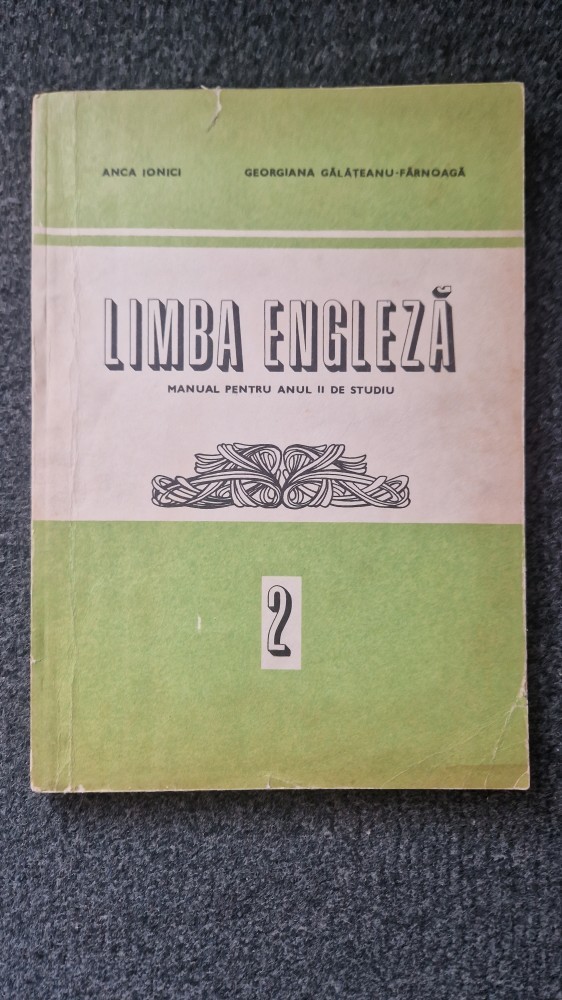 ANCA IONICI GEORGIANA GĂLĂȚEANU-FÂRNOAGĂ
LIMBA ENGLEZĂ
MANUAL PENTRU ANUL II DE STUDIU
2